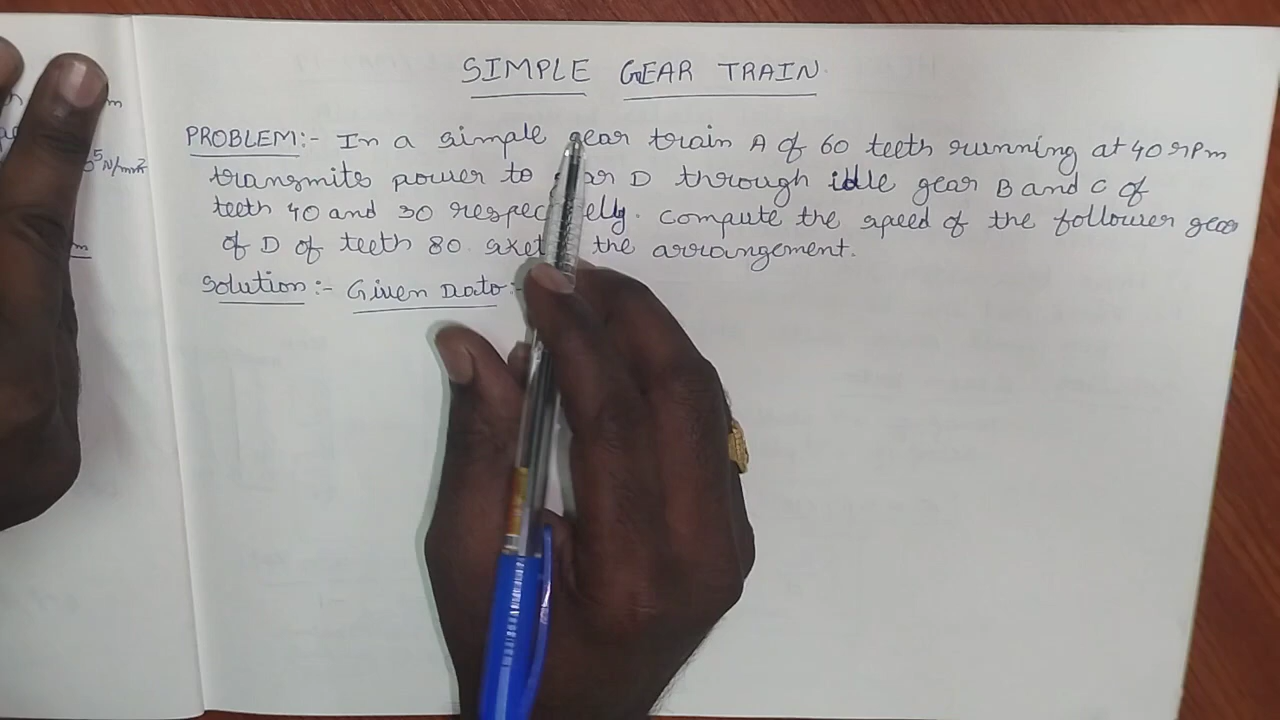 SIMPLE GEAR TRAIN.
PROBLEM:- In a simple gear train A of 60 teeth running at 40 rpm
transmits power to gear D through idle gear B and C of
teeth 40 and 30 respectively. compute the speed of the follower gear
of D of teeth 80. sketch the arrangement.
Solution:- Given Data:-
m
10⁵N/mm²
m